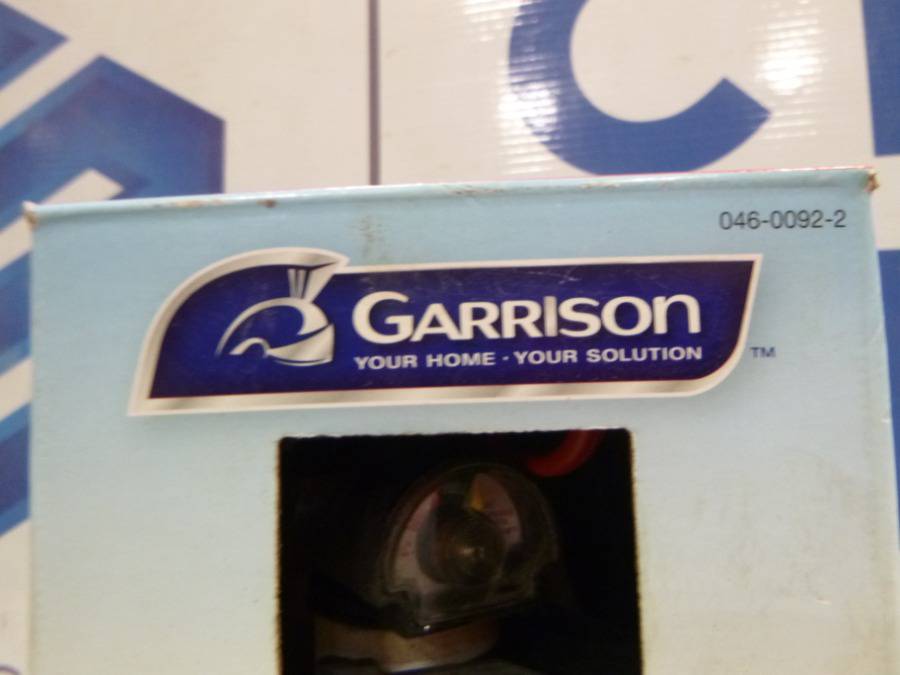 046-0092-2
GARRISON
YOUR HOME · YOUR SOLUTION
TM